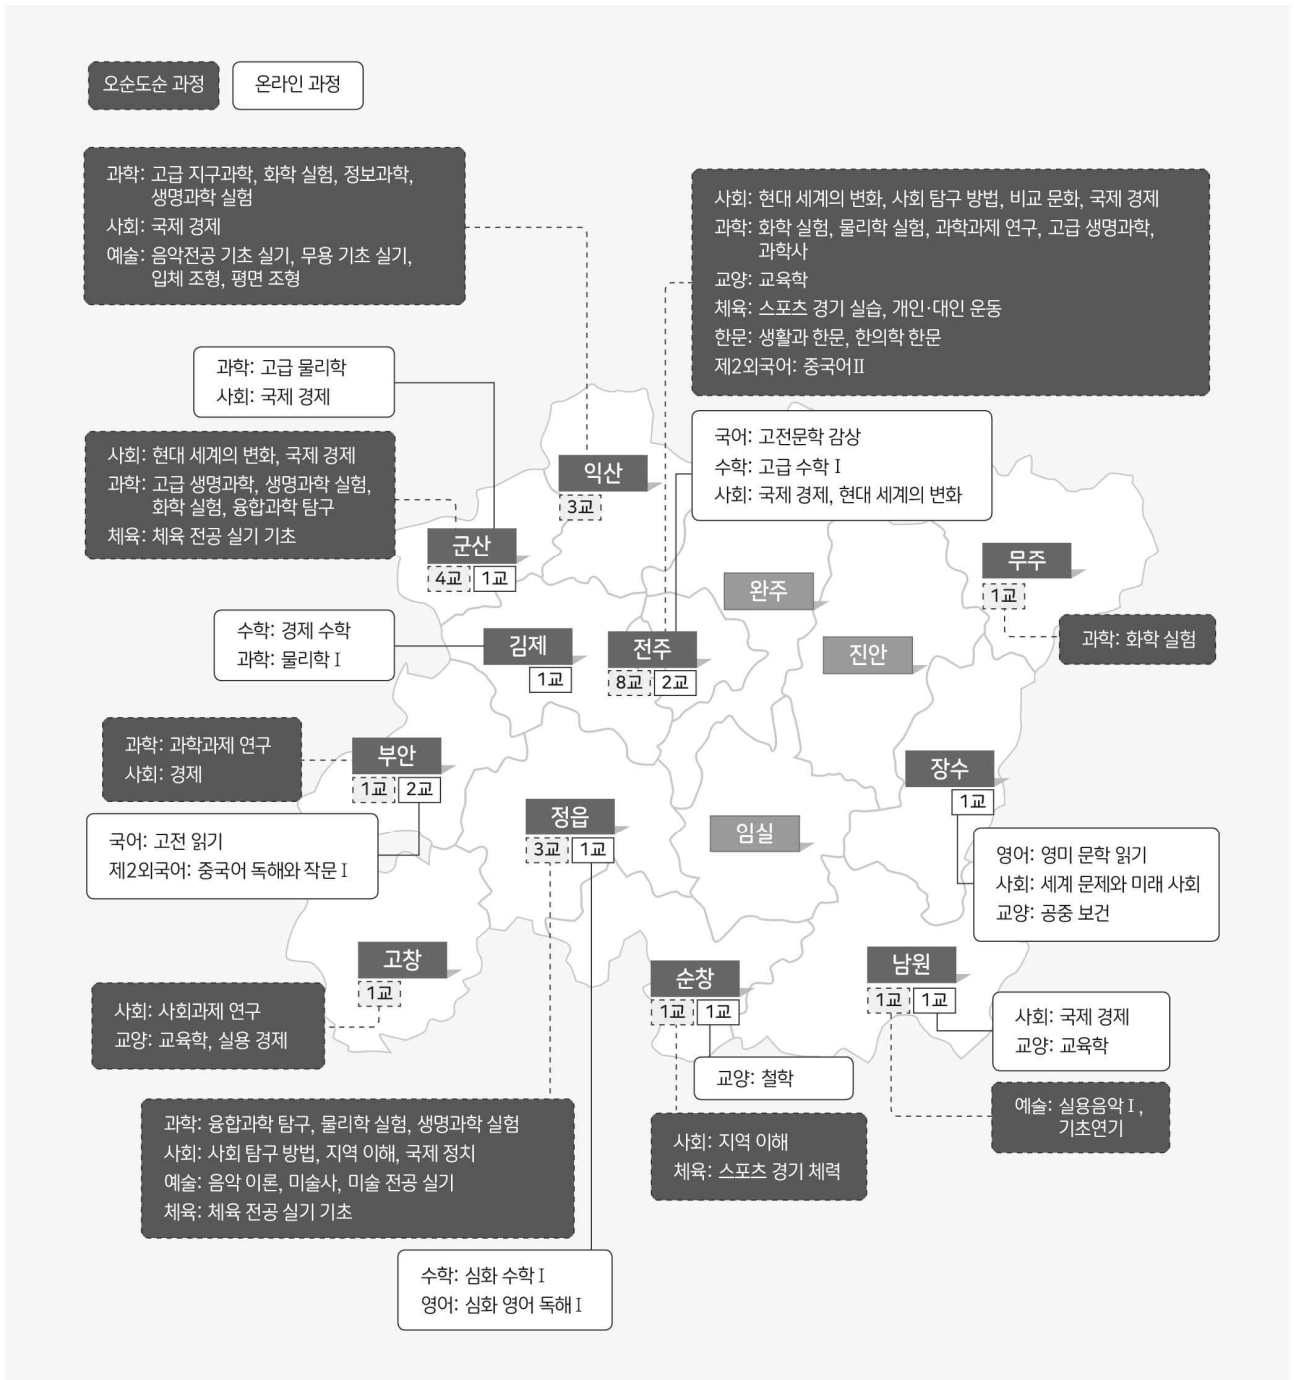 오순도순 과정
온라인 과정
과학: 고급 지구과학, 화학 실험, 정보과학,
생명과학 실험
사회: 국제 경제
예술: 음악전공 기초 실기, 무용 기초 실기,
입체 조형, 평면 조형
사회: 현대 세계의 변화, 사회 탐구 방법, 비교 문화, 국제 경제
과학: 화학 실험, 물리학 실험, 과학과제 연구, 고급 생명과학,
과학사
교양: 교육학
체육: 스포츠 경기 실습, 개인·대인 운동
한문: 생활과 한문, 한의학 한문
제2외국어: 중국어Ⅱ
과학: 고급 물리학
사회: 국제 경제
국어: 고전문학 감상
수학: 고급 수학Ⅰ
사회: 국제 경제, 현대 세계의 변화
사회: 현대 세계의 변화, 국제 경제
과학: 고급 생명과학, 생명과학 실험,
화학 실험, 융합과학 탐구
체육: 체육 전공 실기 기초
익산
3교
군산
4교 1교
무주
1교
완주
과학: 화학 실험
수학: 경제 수학
과학: 물리학Ⅰ
김제
1교
전주
8교 2교
진안
과학: 과학과제 연구
사회: 경제
부안
1교 2교
장수
1교
정읍
3교 1교
임실
국어: 고전 읽기
제2외국어: 중국어 독해와 작문Ⅰ
영어: 영미 문학 읽기
사회: 세계 문제와 미래 사회
교양: 공중 보건
고창
1교
순창
1교 1교
남원
1교 1교
사회: 사회과제 연구
교양: 교육학, 실용 경제
사회: 국제 경제
교양: 교육학
교양: 철학
예술: 실용음악Ⅰ,
기초연기
과학: 융합과학 탐구, 물리학 실험, 생명과학 실험
사회: 사회 탐구 방법, 지역 이해, 국제 정치
예술: 음악 이론, 미술사, 미술 전공 실기
체육: 체육 전공 실기 기초
사회: 지역 이해
체육: 스포츠 경기 체력
수학: 심화 수학Ⅰ
영어: 심화 영어 독해Ⅰ